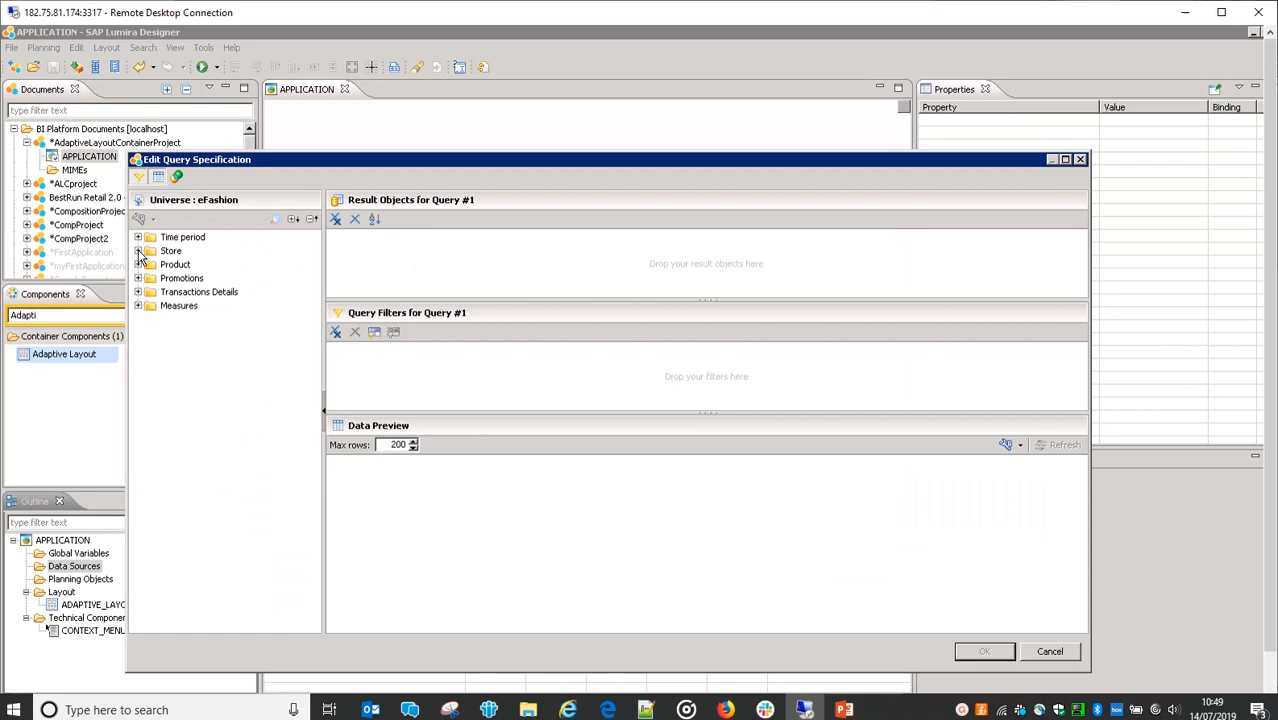 182.75.81.174:3317 - Remote Desktop Connection
APPLICATION - SAP Lumira Designer
File Planning Edit Layout Search View Tools Help
Documents
type filter text
BI Platform Documents [localhost]
*AdaptiveLayoutContainerProject
APPLICATION
MIMEs
*ALCproject
BestRun Retail 2.0 -
*CompositionProjec
*CompProject
*CompProject2
*FirstApplication
*myFirstApplication
Components
Adapti
Container Components (1)
Adaptive Layout
Outline
type filter text
APPLICATION
Global Variables
Data Sources
Planning Objects
Layout
ADAPTIVE_LAYC
Technical Componer
CONTEXT_MENU
APPLICATION
Properties
Property Value Binding
Edit Query Specification
Universe : eFashion
Time period
Store
Product
Promotions
Transactions Details
Measures
Result Objects for Query #1
Drop your result objects here
Query Filters for Query #1
Drop your filters here
Data Preview
Max rows: 200
Refresh
OK Cancel
Type here to search
10:49
14/07/2019